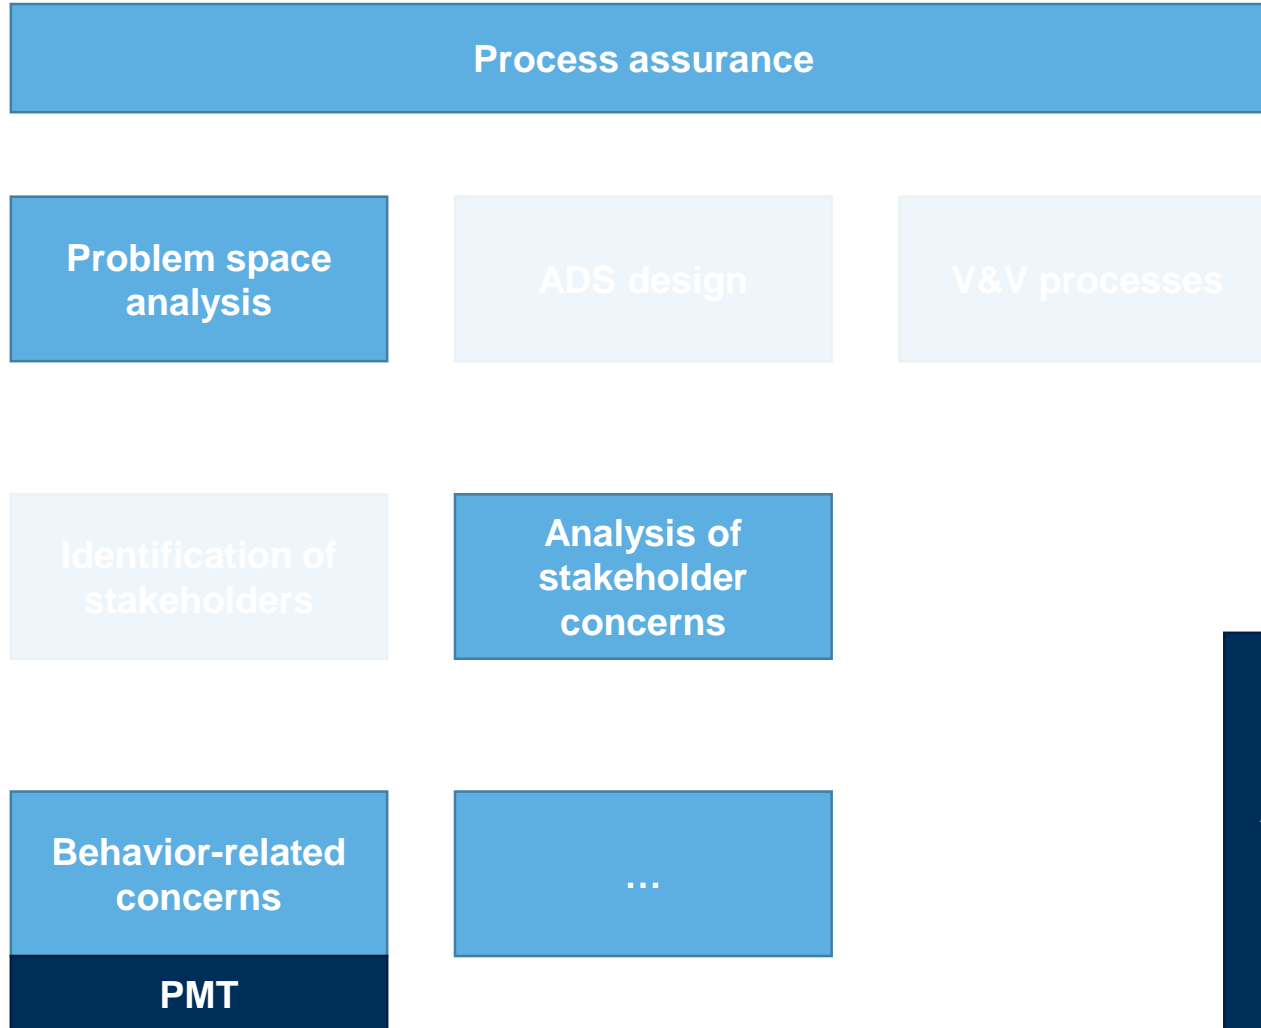 Process assurance
Problem space
analysis
ADS design
V&V processes
Identification of
stakeholders
Analysis of
stakeholder
concerns
Behavior-related
concerns
...
PMT